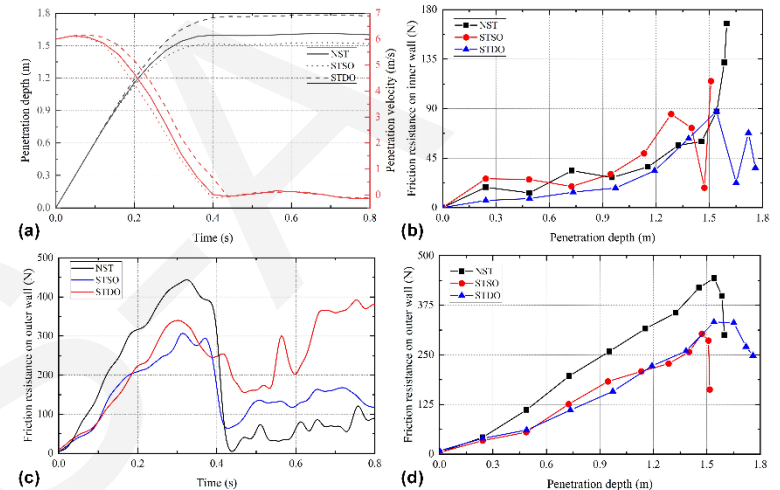 1.8
1.5
1.2
0.9
0.6
0.3
0.0
Penetration depth (m)
7
6
5
4
3
2
1
0
Penetration velocity (m/s)
NST
STSO
STDO
0.0
0.2
0.4
0.6
0.8
Time (s)
(a)
180
135
90
45
0
Friction resistance on inner wall (N)
NST
STSO
STDO
0.0
0.3
0.6
0.9
1.2
1.5
1.8
Penetration depth (m)
(b)
500
400
300
200
100
0
Friction resistance on outer wall (N)
NST
STSO
STDO
0.0
0.2
0.4
0.6
0.8
Time (s)
(c)
500
375
250
125
0
Friction resistance on outer wall (N)
NST
STSO
STDO
0.0
0.3
0.6
0.9
1.2
1.5
1.8
Penetration depth (m)
(d)